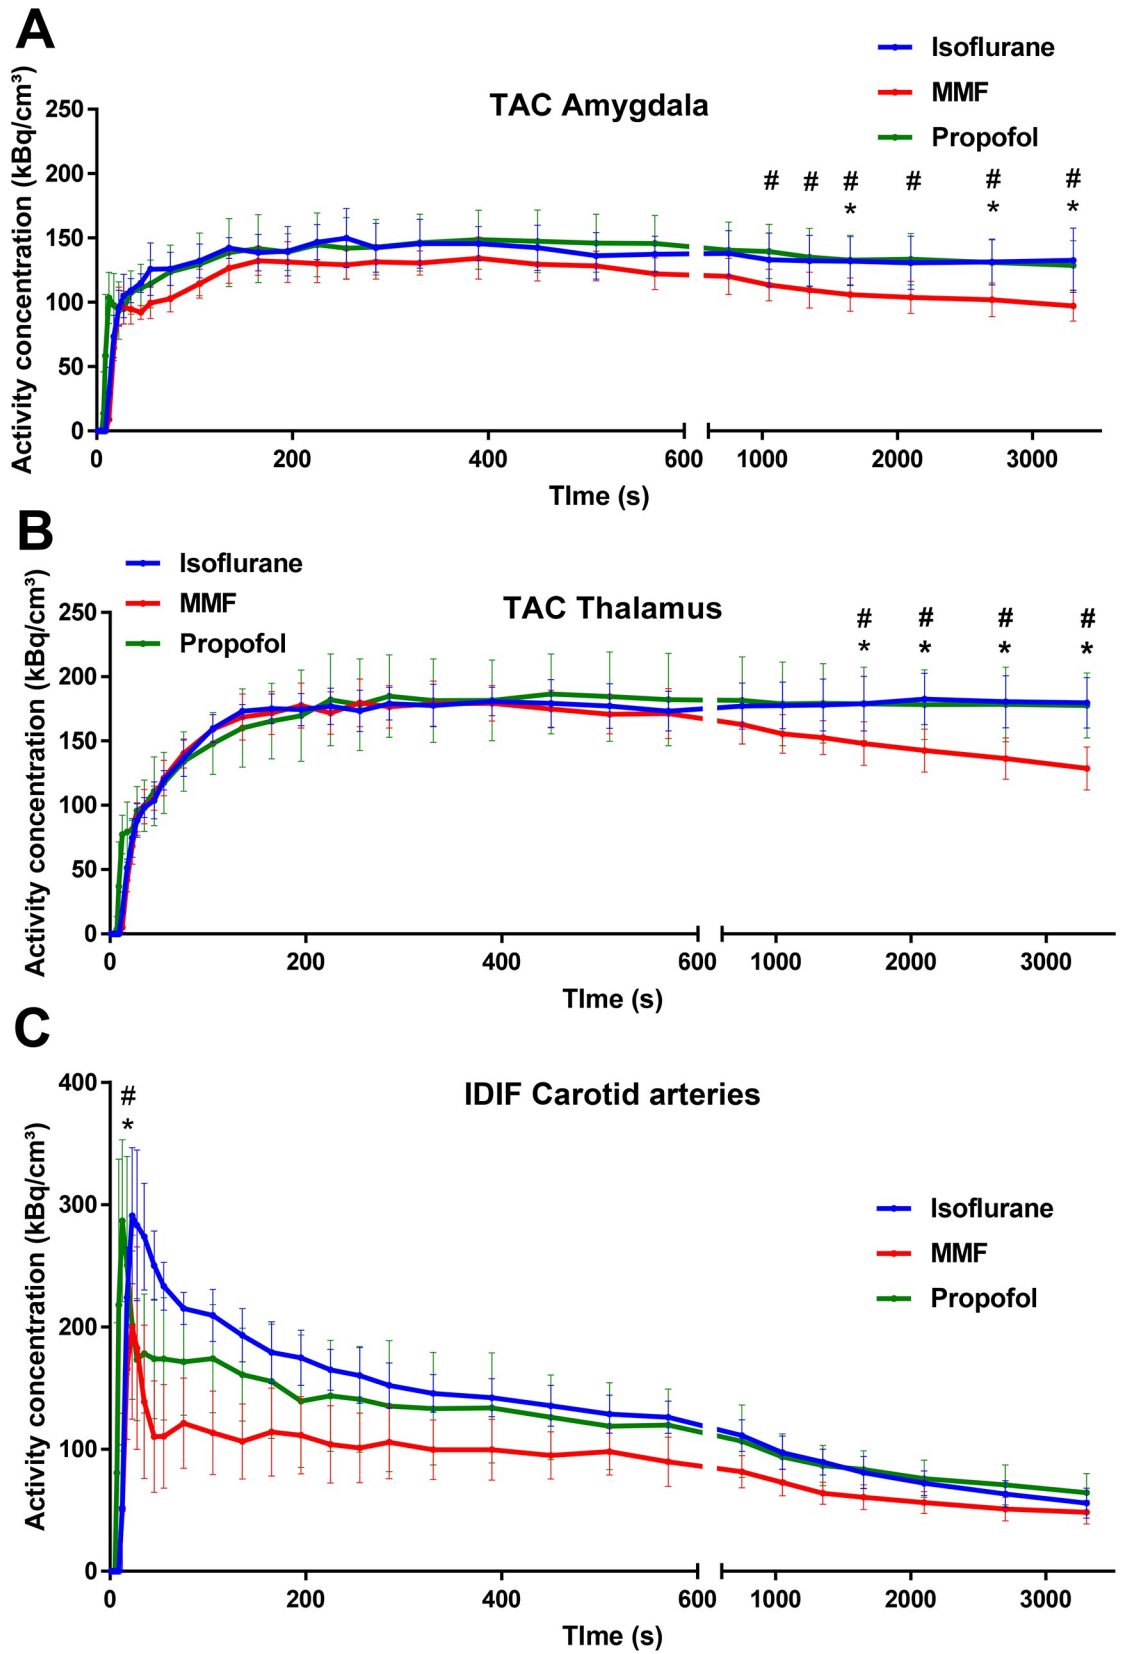 A
Isoflurane
MMF
Propofol
TAC Amygdala
Activity concentration (kBq/cm³)
250
200
150
100
50
0
# # # # # #
* * *
0 200 400 600 1000 2000 3000
TIme (s)
B
Isoflurane
MMF
Propofol
TAC Thalamus
Activity concentration (kBq/cm³)
250
200
150
100
50
0
# # # #
* * * *
0 200 400 600 1000 2000 3000
TIme (s)
C
IDIF Carotid arteries
Activity concentration (kBq/cm³)
400
300
200
100
0
#
*
Isoflurane
MMF
Propofol
0 200 400 600 1000 2000 3000
TIme (s)